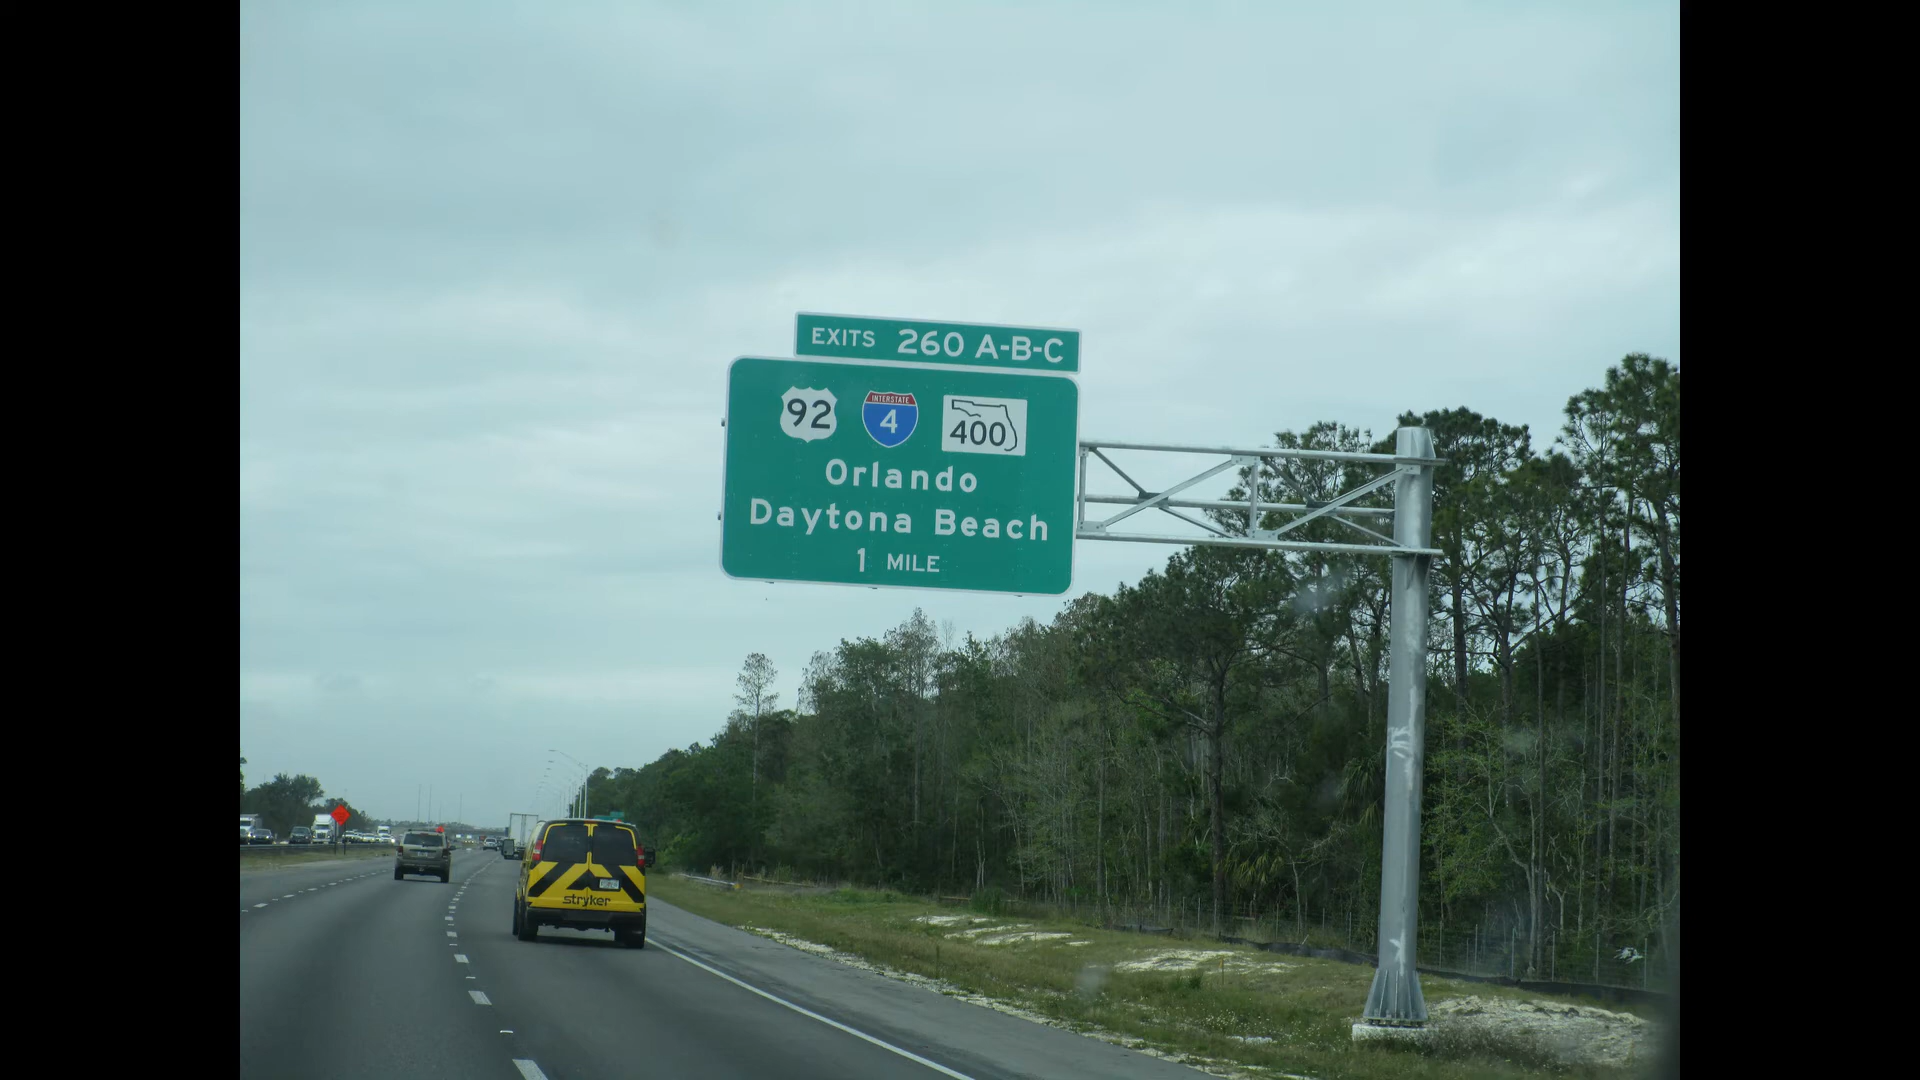 EXITS 260 A-B-C
92 INTERSTATE 4 400
Orlando
Daytona Beach
1 MILE
stryker